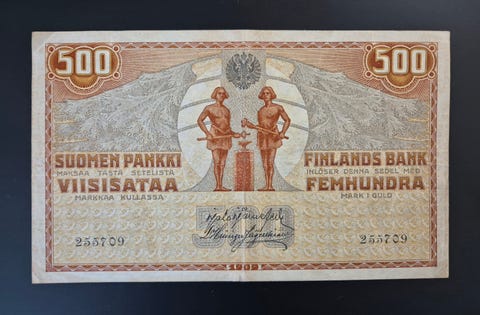 500 500
SUOMEN PANKKI FINLANDS BANK
MAKSAA TÄSTÄ SETELISTÄ INLÖSER DENNA SEDEL MED
VIISISATAA FEMHUNDRA
MARKKAA KULLASSA MARK I GULD
255709 255709
1909